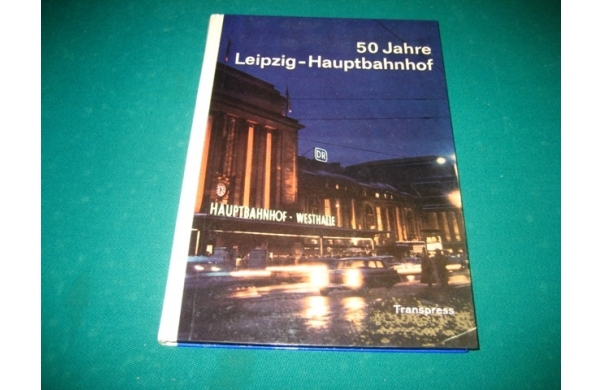 50 Jahre
Leipzig-Hauptbahnhof
DR
HAUPTBAHNHOF - WESTHALLE
Transpress